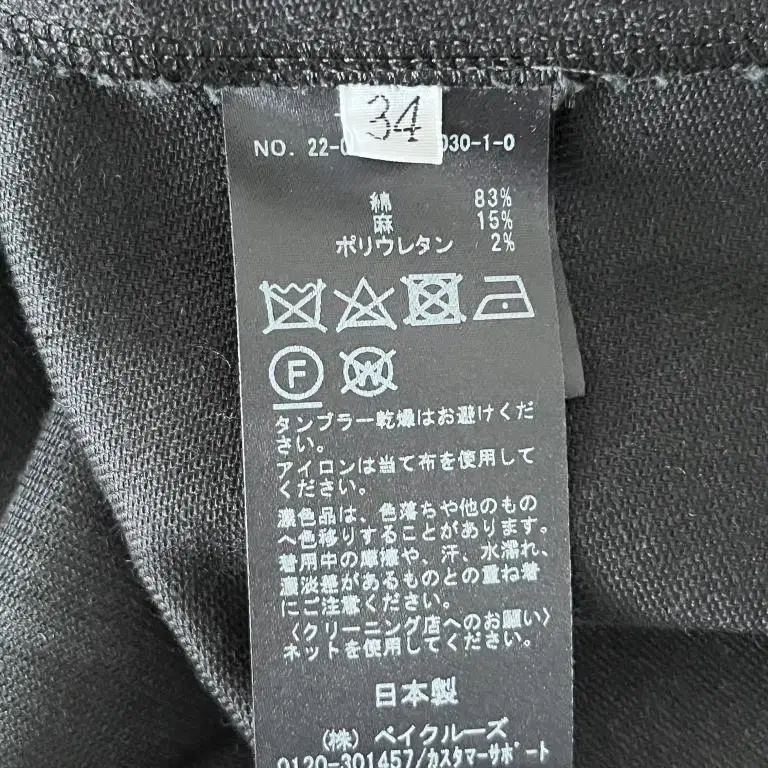 34
NO. 22-0 030-1-0
綿 83%
麻 15%
ポリウレタン 2%
F
W
タンブラー乾燥はお避けくだ
さい。
アイロンは当て布を使用して
ください。
濃色品は、色落ちや他のもの
へ色移りすることがあります。
着用中の摩擦や、汗、水濡れ、
濃淡差があるものとの重ね着
にご注意ください。
〈クリーニング店へのお願い〉
ネットを使用してください。
日本製
(株) ベイクルーズ
0120-301457/カスタマーサポート